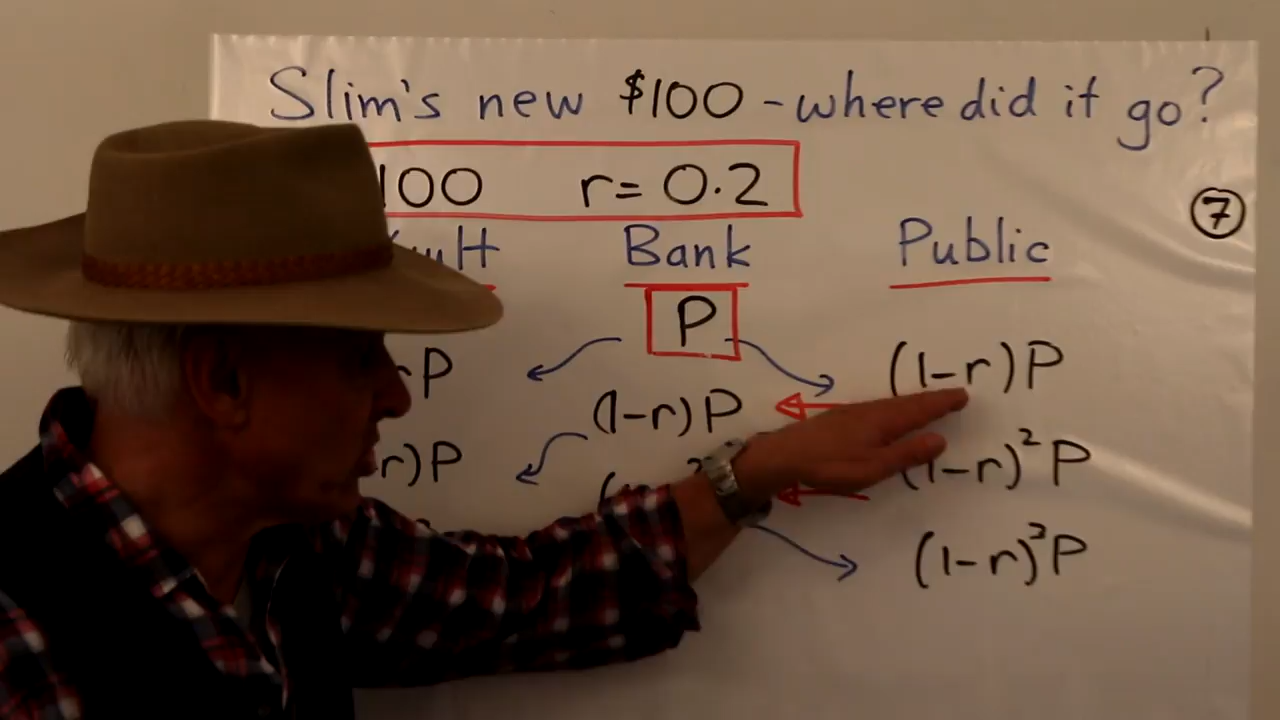 Slim's new $100 - where did it go?
100 r = 0.2
7
Bank Public
P
P (1-r)P
(1-r)P
r)P (1-r)²P
(1-r)³P